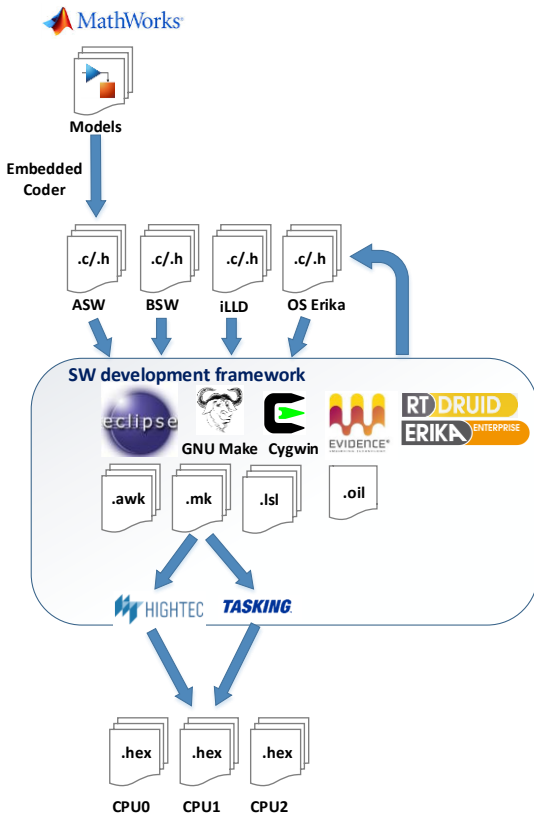 MathWorks®
Models
Embedded
Coder
.c/.h
.c/.h
.c/.h
.c/.h
ASW
BSW
iLLD
OS Erika
SW development framework
eclipse
GNU Make
Cygwin
EVIDENCE®
RT DRUID
ERIKA ENTERPRISE
.awk
.mk
.lsl
.oil
HIGHTEC
TASKING
.hex
.hex
.hex
CPU0
CPU1
CPU2